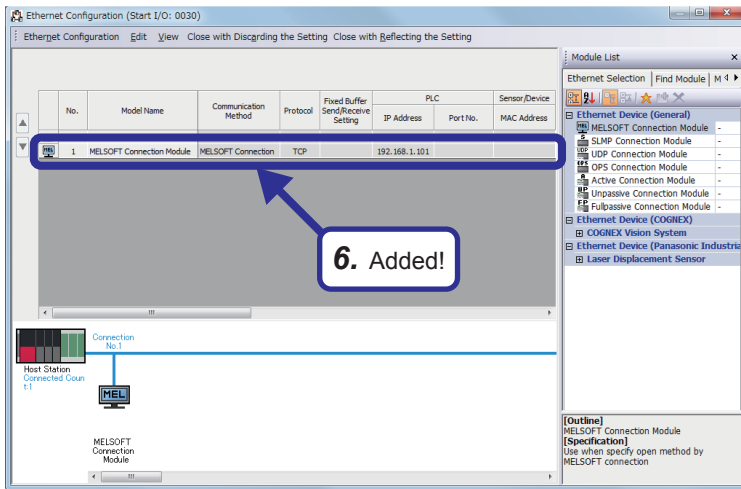 Ethernet Configuration (Start I/O: 0030)
Ethernet Configuration Edit View Close with Discarding the Setting Close with Reflecting the Setting
Module List
Ethernet Selection Find Module M
No. Model Name Communication Method Protocol Fixed Buffer Send/Receive Setting PLC IP Address Port No. Sensor/Device MAC Address
MEL 1 MELSOFT Connection Module MELSOFT Connection TCP 192.168.1.101
6. Added!
Ethernet Device (General)
MELSOFT Connection Module -
SLMP Connection Module -
UDP Connection Module -
OPS Connection Module -
Active Connection Module -
Unpassive Connection Module -
Fullpassive Connection Module -
Ethernet Device (COGNEX)
COGNEX Vision System
Ethernet Device (Panasonic Industria
Laser Displacement Sensor
Connection
No.1
Host Station
Connected Coun
t:1
MEL
MELSOFT
Connection
Module
[Outline]
MELSOFT Connection Module
[Specification]
Use when specify open method by
MELSOFT connection